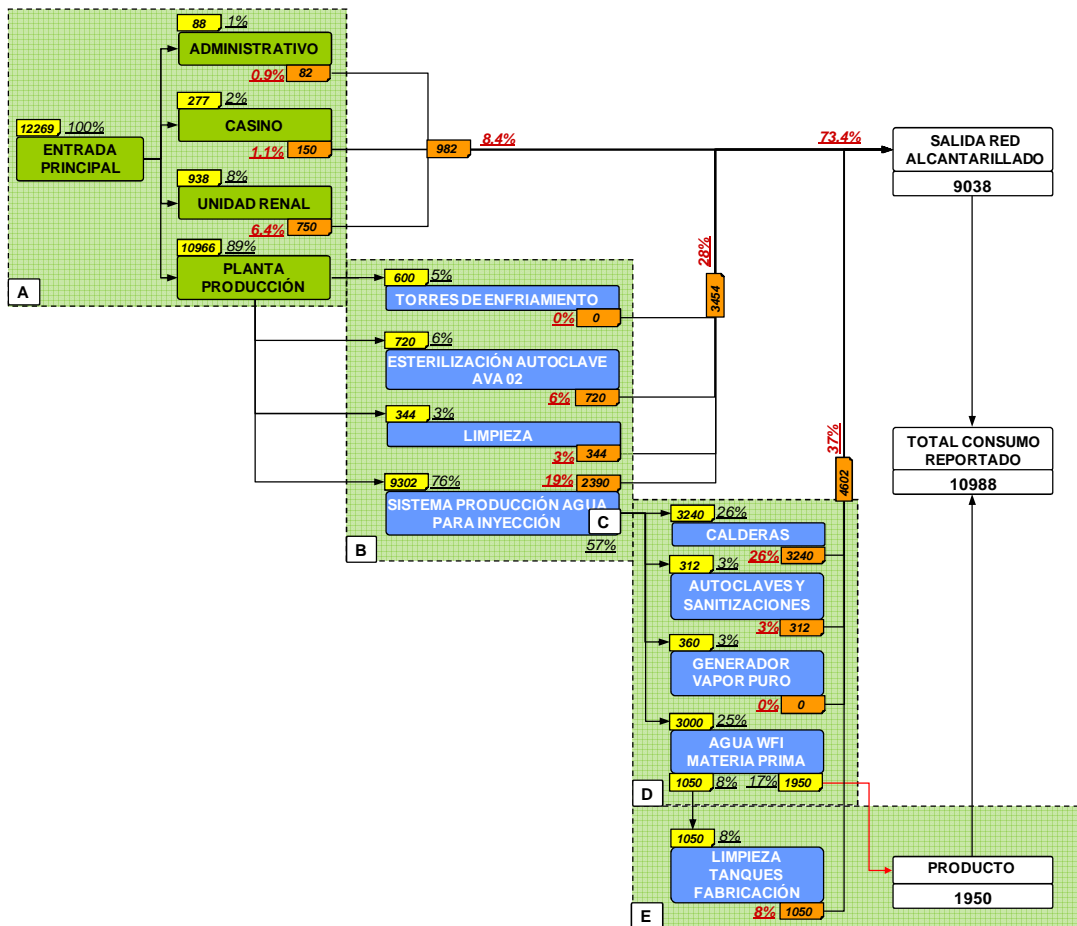 88 1%
ADMINISTRATIVO
0.9% 82
277 2%
CASINO
1.1% 150
12269 100%
ENTRADA
PRINCIPAL
938 8%
UNIDAD RENAL
6.4% 750
10966 89%
PLANTA
PRODUCCIÓN
A
982
8.4%
73.4%
SALIDA RED
ALCANTARILLADO
9038
28%
3454
600 5%
TORRES DE ENFRIAMIENTO
0% 0
720 6%
ESTERILIZACIÓN AUTOCLAVE
AVA 02
6% 720
344 3%
LIMPIEZA
3% 344
9302 76%
19% 2390
SISTEMA PRODUCCIÓN AGUA
PARA INYECCIÓN
57%
B
C
37%
4602
TOTAL CONSUMO
REPORTADO
10988
3240 26%
CALDERAS
26% 3240
312 3%
AUTOCLAVES Y
SANITIZACIONES
3% 312
360 3%
GENERADOR
VAPOR PURO
0% 0
3000 25%
AGUA WFI
MATERIA PRIMA
1050 8% 17% 1950
D
1050 8%
LIMPIEZA
TANQUES
FABRICACIÓN
8% 1050
E
PRODUCTO
1950